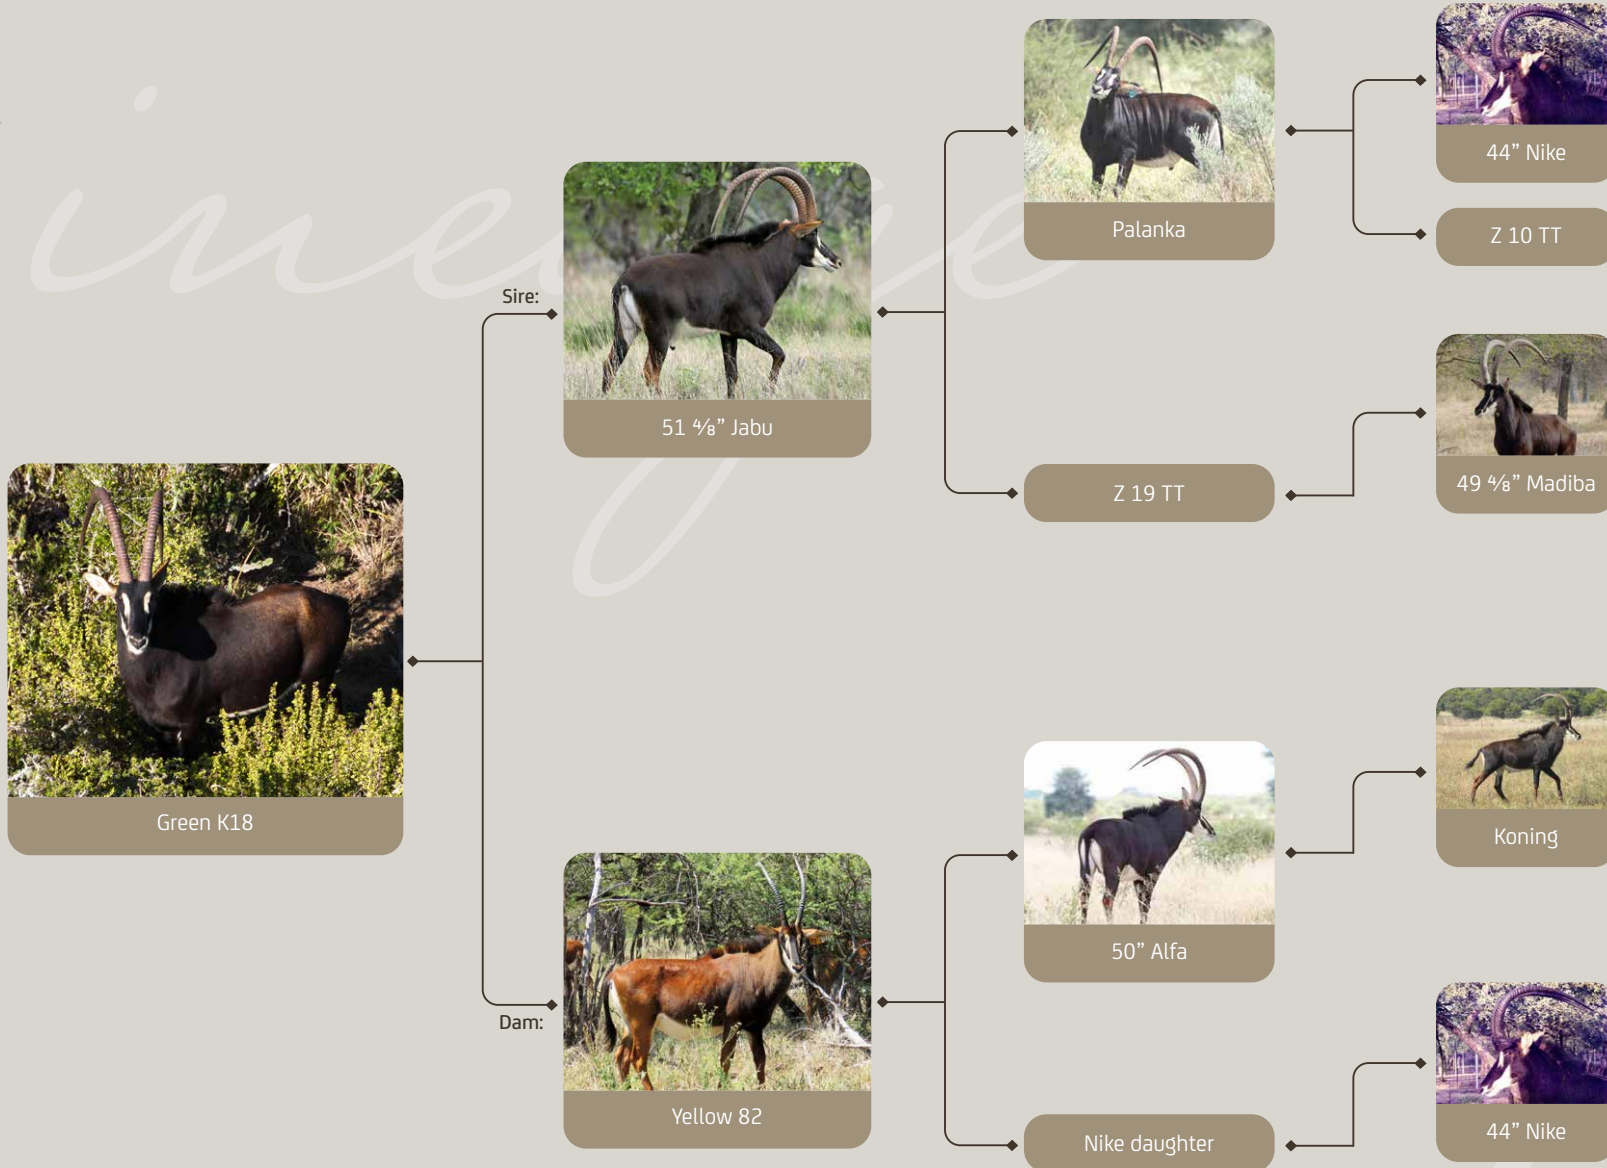 44” Nike
Palanka
Z 10 TT
Sire:
51 ⁴⁄₈” Jabu
Z 19 TT
49 ⁴⁄₈” Madiba
Green K18
Koning
50” Alfa
Dam:
Yellow 82
Nike daughter
44” Nike